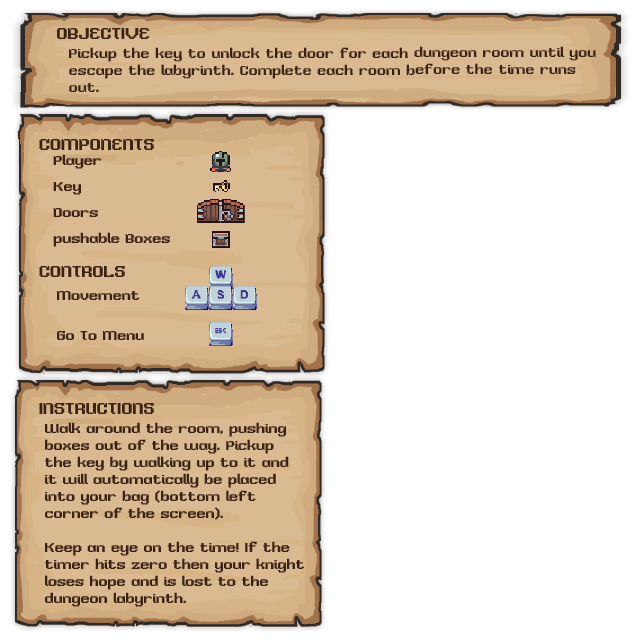 OBJECTIVE
Pickup the key to unlock the door for each dungeon room until you
escape the labyrinth. Complete each room before the time runs
out.
COMPONENTS
Player
Key
Doors
pushable Boxes
CONTROLS
W
Movement A S D
Go To Menu ESC
INSTRUCTIONS
Walk around the room, pushing
boxes out of the way. Pickup
the key by walking up to it and
it will automatically be placed
into your bag (bottom left
corner of the screen).
Keep an eye on the time! If the
timer hits zero then your knight
loses hope and is lost to the
dungeon labyrinth.